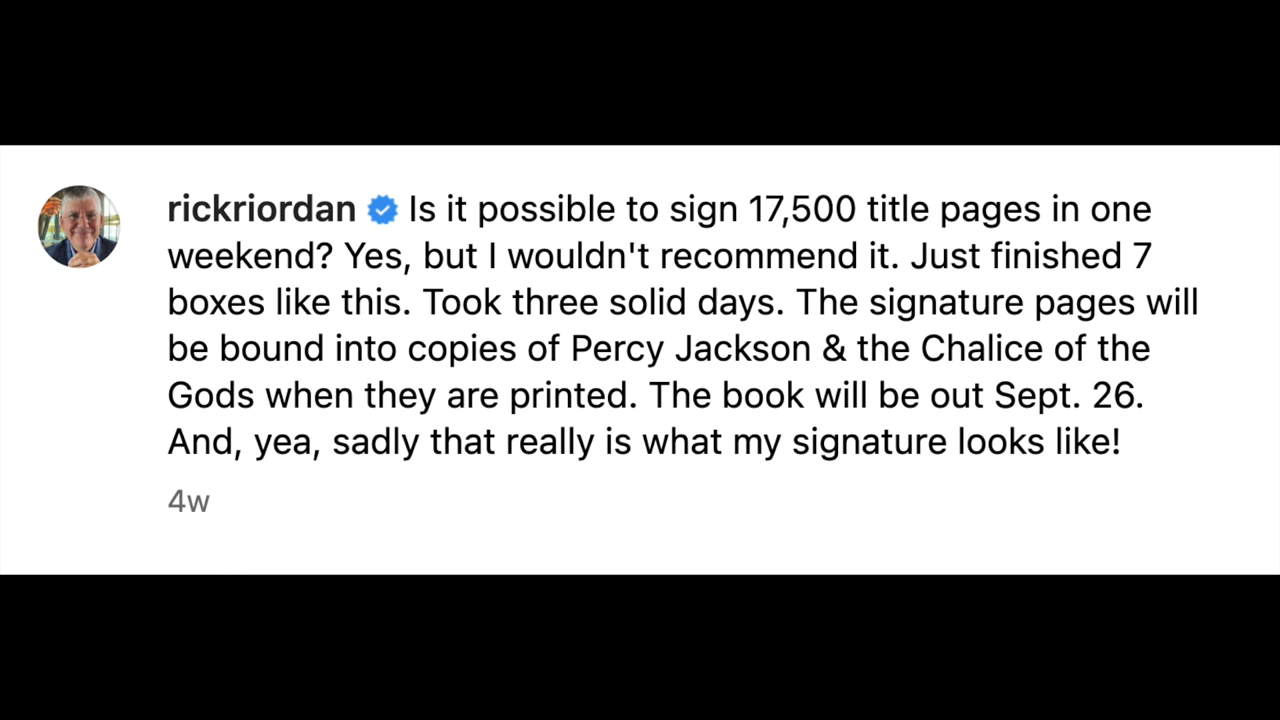 rickriordan Is it possible to sign 17,500 title pages in one
weekend? Yes, but I wouldn't recommend it. Just finished 7
boxes like this. Took three solid days. The signature pages will
be bound into copies of Percy Jackson & the Chalice of the
Gods when they are printed. The book will be out Sept. 26.
And, yea, sadly that really is what my signature looks like!
4w